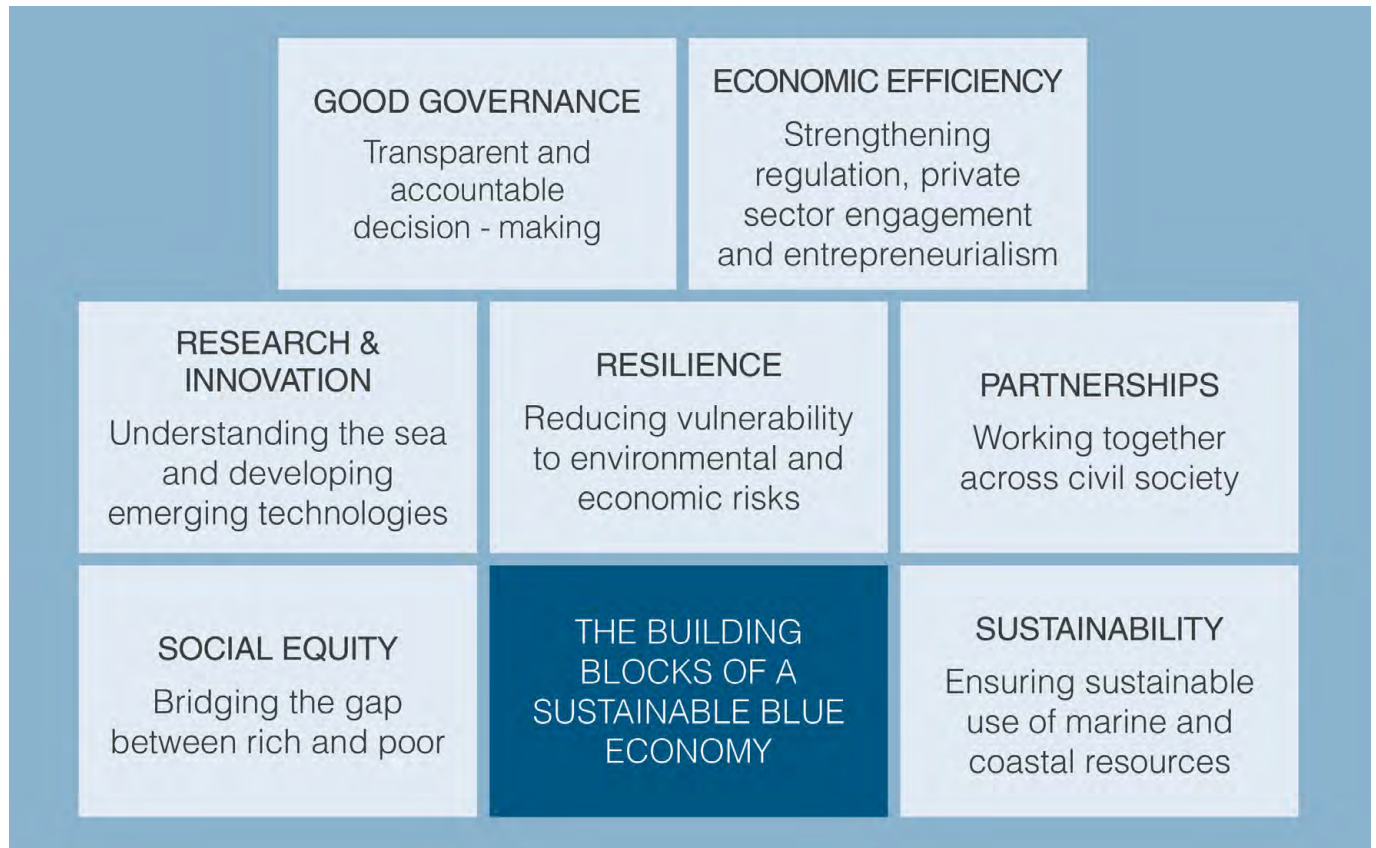 GOOD GOVERNANCE
Transparent and
accountable
decision - making
ECONOMIC EFFICIENCY
Strengthening
regulation, private
sector engagement
and entrepreneurialism
RESEARCH &
INNOVATION
Understanding the sea
and developing
emerging technologies
RESILIENCE
Reducing vulnerability
to environmental and
economic risks
PARTNERSHIPS
Working together
across civil society
SOCIAL EQUITY
Bridging the gap
between rich and poor
THE BUILDING
BLOCKS OF A
SUSTAINABLE BLUE
ECONOMY
SUSTAINABILITY
Ensuring sustainable
use of marine and
coastal resources